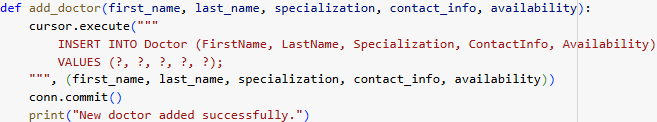 def add_doctor(first_name, last_name, specialization, contact_info, availability):
    cursor.execute("""
        INSERT INTO Doctor (FirstName, LastName, Specialization, ContactInfo, Availability)
        VALUES (?, ?, ?, ?, ?);
    """, (first_name, last_name, specialization, contact_info, availability))
    conn.commit()
    print("New doctor added successfully.")